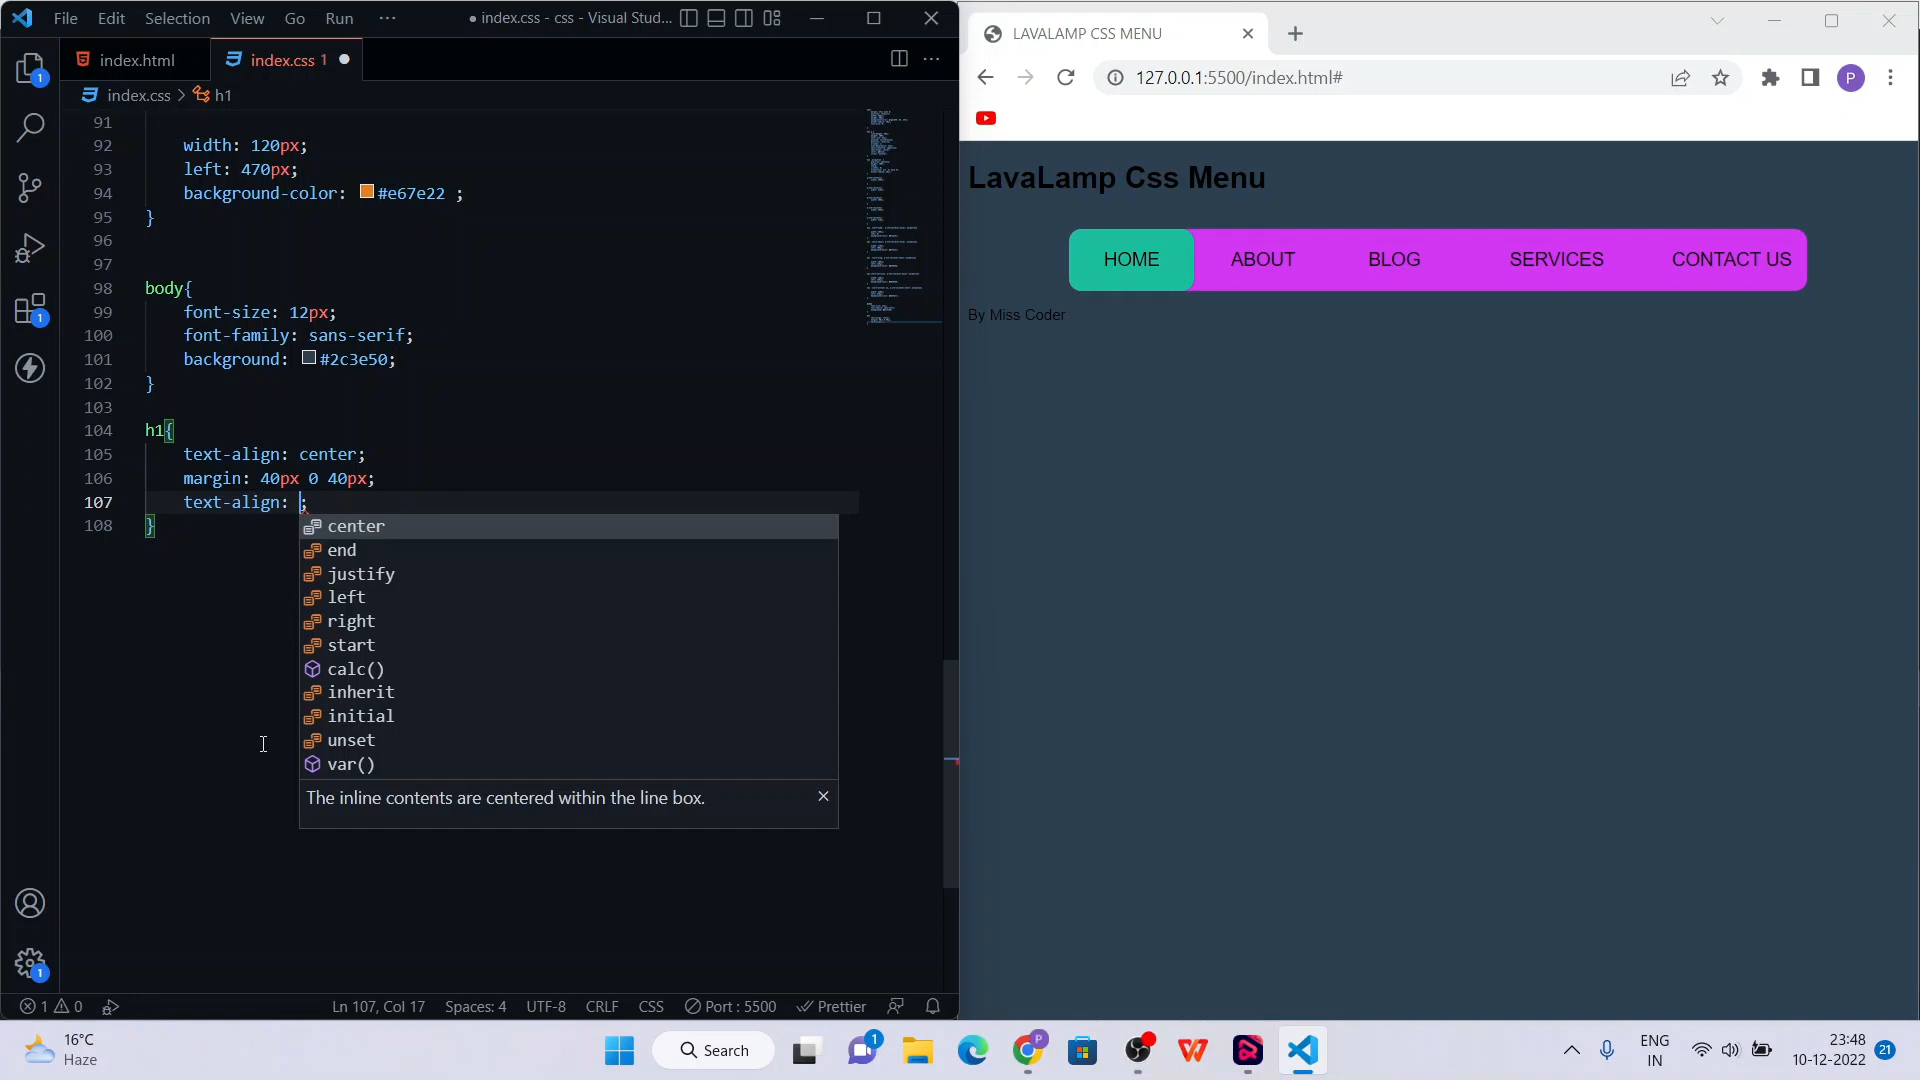 File Edit Selection View Go Run ··· ● index.css - css - Visual Stud...
index.html index.css 1
index.css > h1
91
92 width: 120px;
93 left: 470px;
94 background-color: #e67e22 ;
95 }
96
97
98 body{
99 font-size: 12px;
100 font-family: sans-serif;
101 background: #2c3e50;
102 }
103
104 h1{
105 text-align: center;
106 margin: 40px 0 40px;
107 text-align: ;
108 }
center
end
justify
left
right
start
calc()
inherit
initial
unset
var()
The inline contents are centered within the line box.
1
1
1
1 0 Ln 107, Col 17 Spaces: 4 UTF-8 CRLF CSS Port : 5500 Prettier
LAVALAMP CSS MENU
127.0.0.1:5500/index.html#
P
LavaLamp Css Menu
HOME ABOUT BLOG SERVICES CONTACT US
By Miss Coder
16°C
Haze
Search
1
P
ENG
IN
23:48
10-12-2022
21